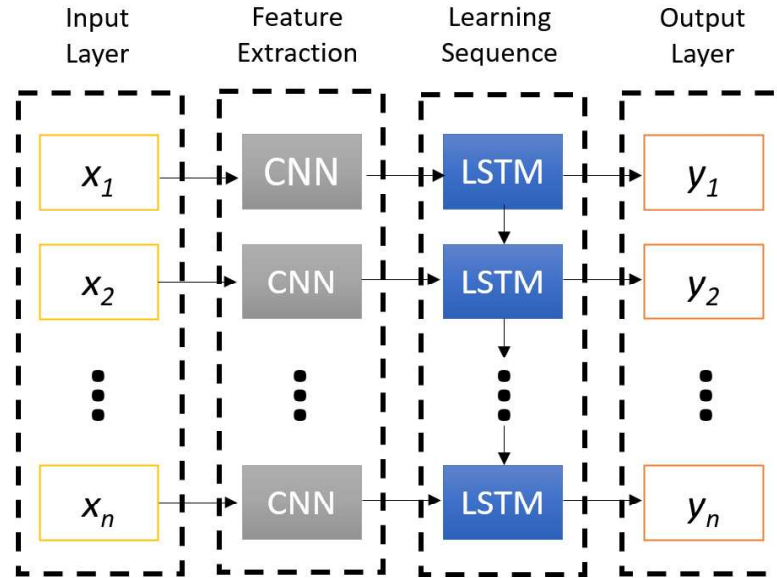 Input
Layer
Feature
Extraction
Learning
Sequence
Output
Layer
x1
CNN
LSTM
y1
x2
CNN
LSTM
y2
xn
CNN
LSTM
yn